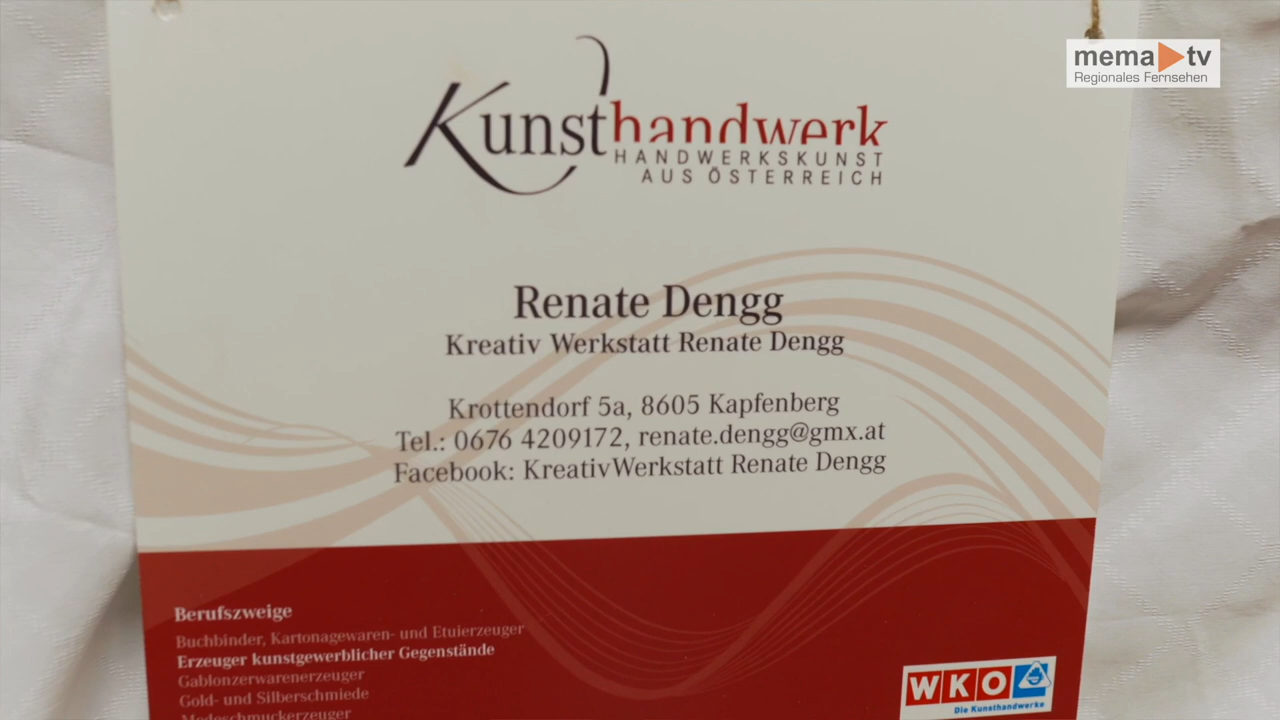 mema tv
Regionales Fernsehen
Kunsthandwerk
HANDWERKSKUNST
AUS ÖSTERREICH
Renate Dengg
Kreativ Werkstatt Renate Dengg
Krottendorf 5a, 8605 Kapfenberg
Tel.: 0676 4209172, renate.dengg@gmx.at
Facebook: KreativWerkstatt Renate Dengg
Berufszweige
Buchbinder, Kartonagewaren- und Etuierzeuger
Erzeuger kunstgewerblicher Gegenstände
Gablonzerwarenerzeuger
Gold- und Silberschmiede
Modeschmuckerzeuger
WKO
Die Kunsthandwerke